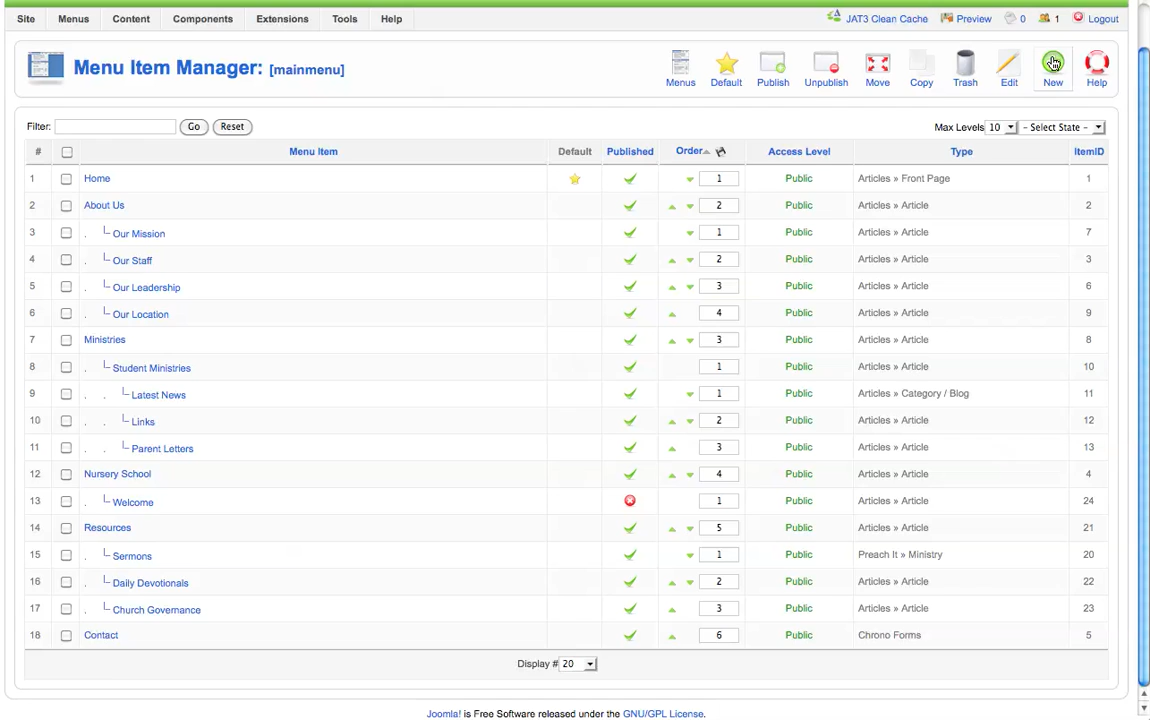 Site Menus Content Components Extensions Tools Help JAT3 Clean Cache Preview 0 1 Logout
Menu Item Manager: [mainmenu] Menus Default Publish Unpublish Move Copy Trash Edit New Help
Filter: Go Reset Max Levels 10 - Select State -
# Menu Item Default Published Order Access Level Type ItemID
1 Home 1 Public Articles » Front Page 1
2 About Us 2 Public Articles » Article 2
3 . Our Mission 1 Public Articles » Article 7
4 . Our Staff 2 Public Articles » Article 3
5 . Our Leadership 3 Public Articles » Article 6
6 . Our Location 4 Public Articles » Article 9
7 Ministries 3 Public Articles » Article 8
8 . Student Ministries 1 Public Articles » Article 10
9 . . Latest News 1 Public Articles » Category / Blog 11
10 . . Links 2 Public Articles » Article 12
11 . . Parent Letters 3 Public Articles » Article 13
12 Nursery School 4 Public Articles » Article 4
13 . Welcome 1 Public Articles » Article 24
14 Resources 5 Public Articles » Article 21
15 . Sermons 1 Public Preach It » Ministry 20
16 . Daily Devotionals 2 Public Articles » Article 22
17 . Church Governance 3 Public Articles » Article 23
18 Contact 6 Public Chrono Forms 5
Display # 20
Joomla! is Free Software released under the GNU/GPL License.